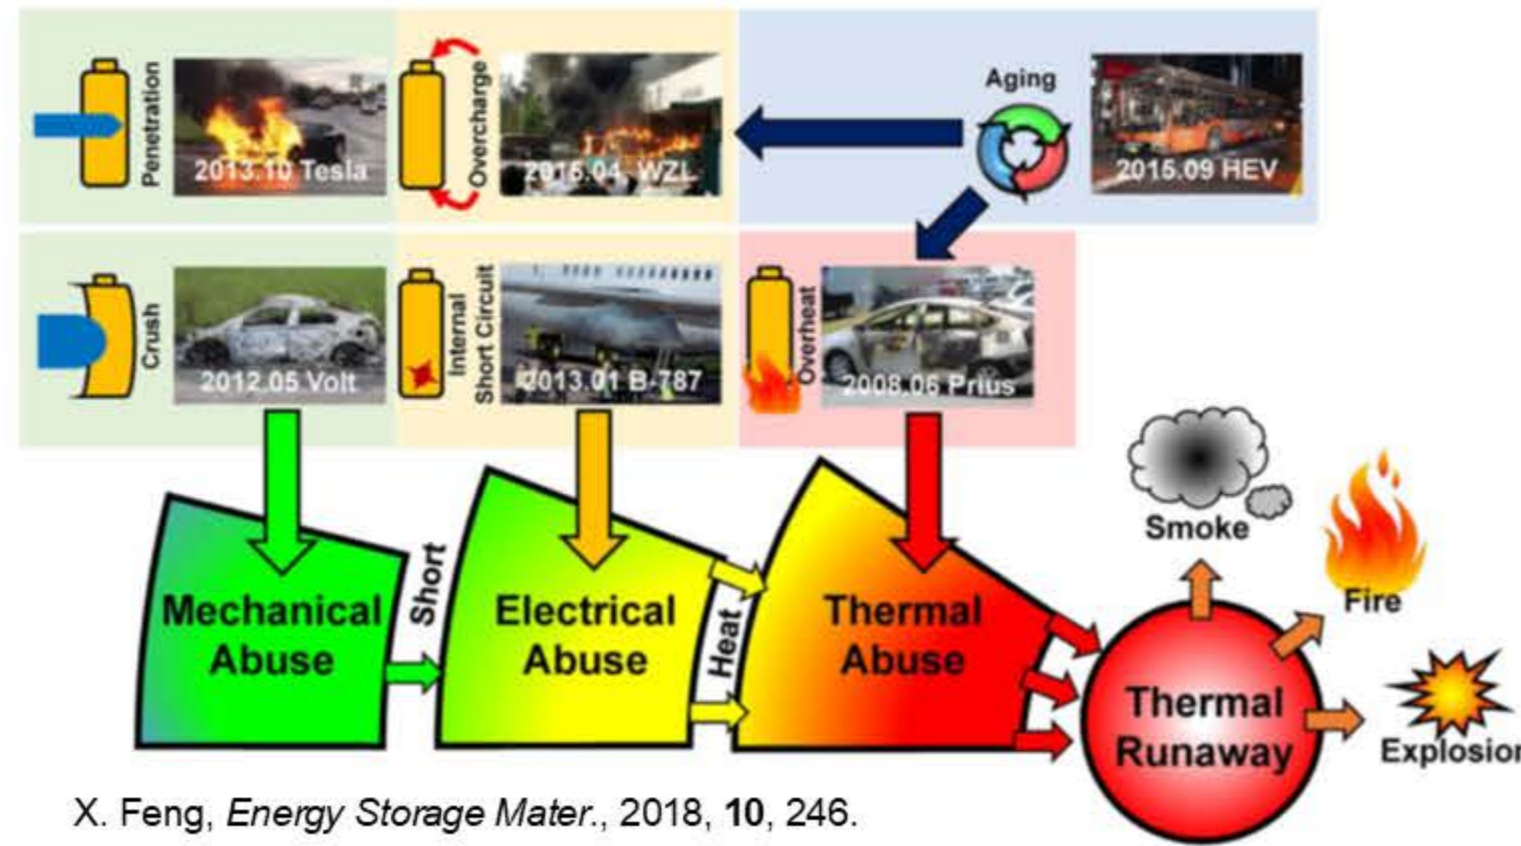 Penetration
2013.10 Tesla
Overcharge
2015.04, WZL
Aging
2015.09 HEV
Crush
2012.05 Volt
Internal
Short Circuit
2013.01 B-787
Overheat
2008.06 Prius
Mechanical
Abuse
Short
Electrical
Abuse
Heat
Thermal
Abuse
Thermal
Runaway
Smoke
Fire
Explosion
X. Feng, Energy Storage Mater., 2018, 10, 246.